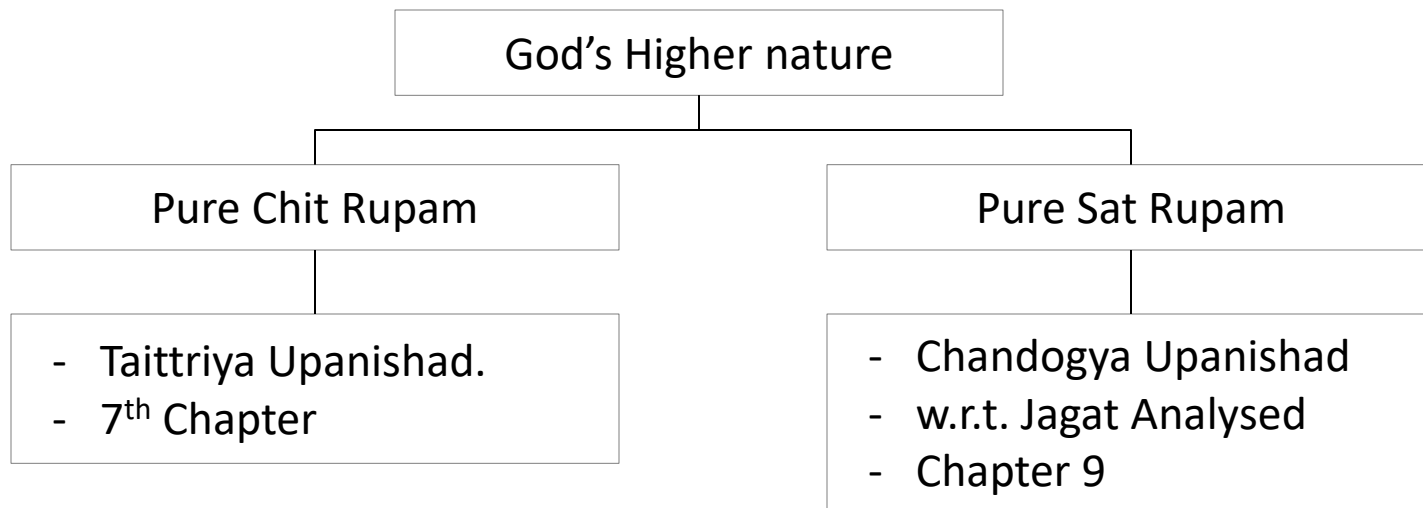 God’s Higher nature
Pure Chit Rupam
Pure Sat Rupam
- Taittriya Upanishad.
- 7th Chapter
- Chandogya Upanishad
- w.r.t. Jagat Analysed
- Chapter 9